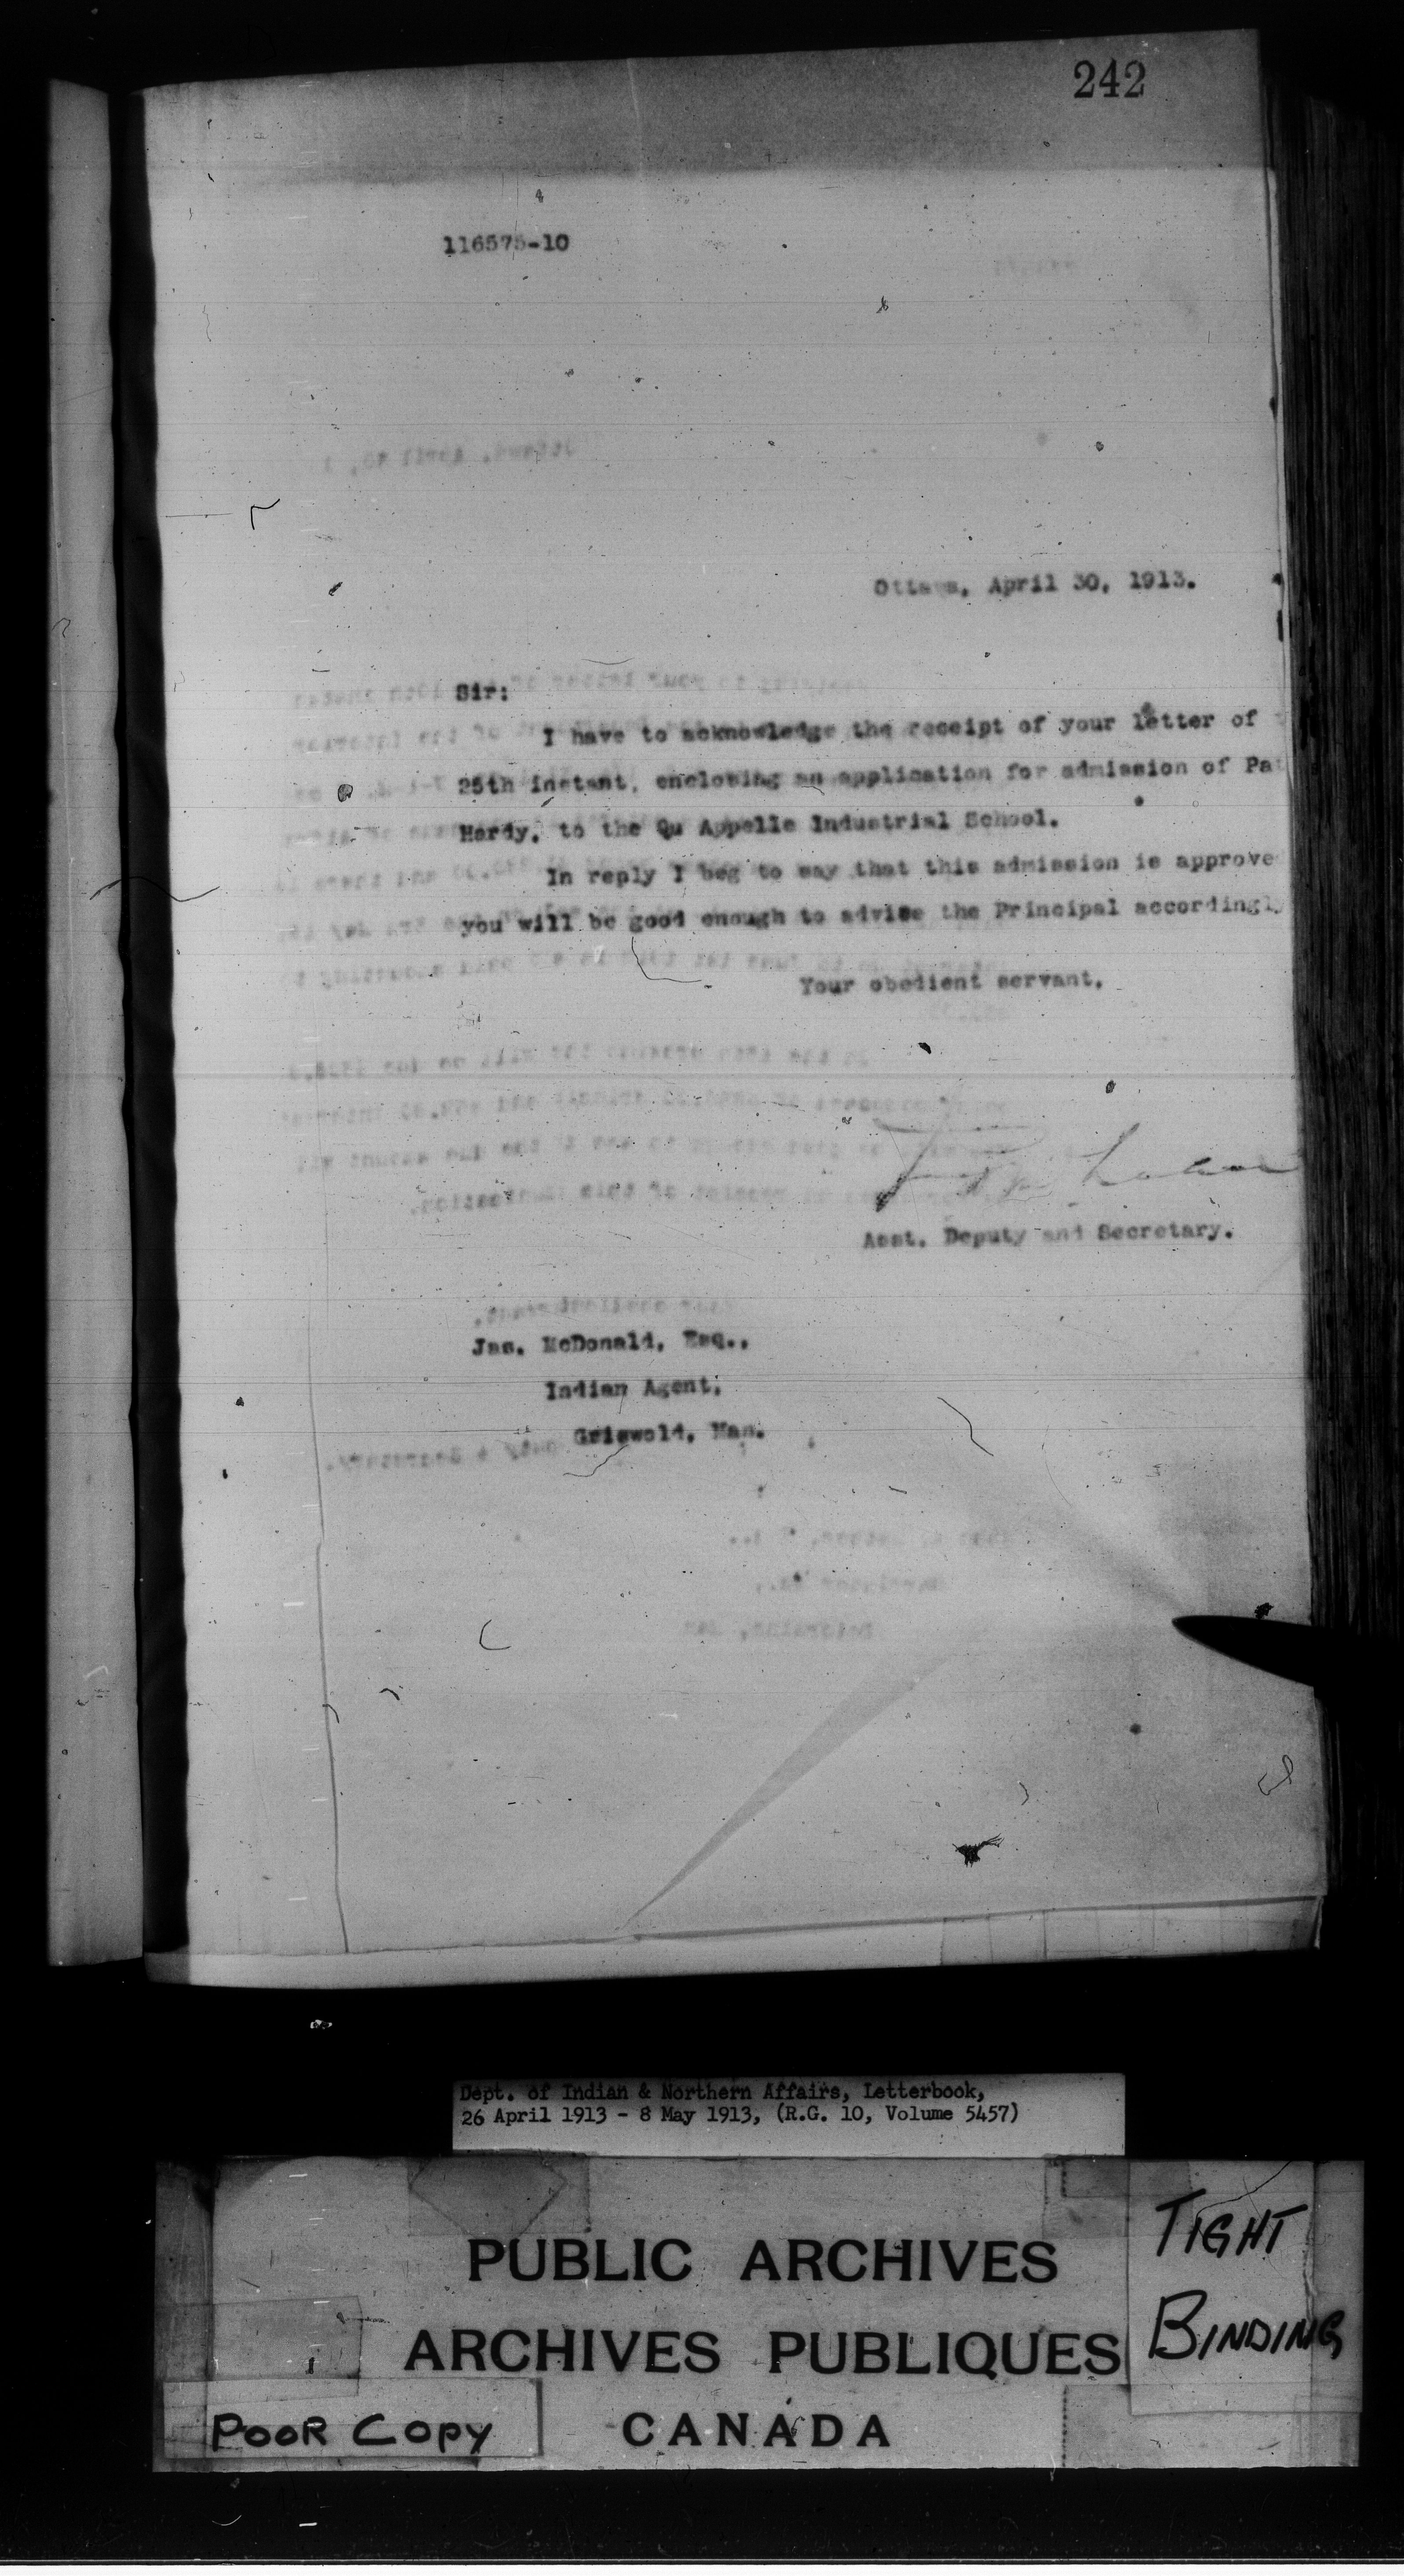 242
116575-10
Ottawa, April 30, 1913.
Sir:
I have to acknowledge the receipt of your letter of
25th instant, enclosing an application for admission of Pat
Hardy, to the Qu Appelle Industrial School.
In reply I beg to say that this admission is approve
you will be good enough to advise the Principal accordingly
Your obedient servant,
Asst. Deputy and Secretary.
Jas. McDonald, Esq.,
Indian Agent,
Griswold, Man.
Dept. of Indian & Northern Affairs, Letterbook,
26 April 1913 - 8 May 1913, (R.G. 10, Volume 5457)
PUBLIC ARCHIVES
ARCHIVES PUBLIQUES
CANADA
TIGHT
BINDING
POOR COPY